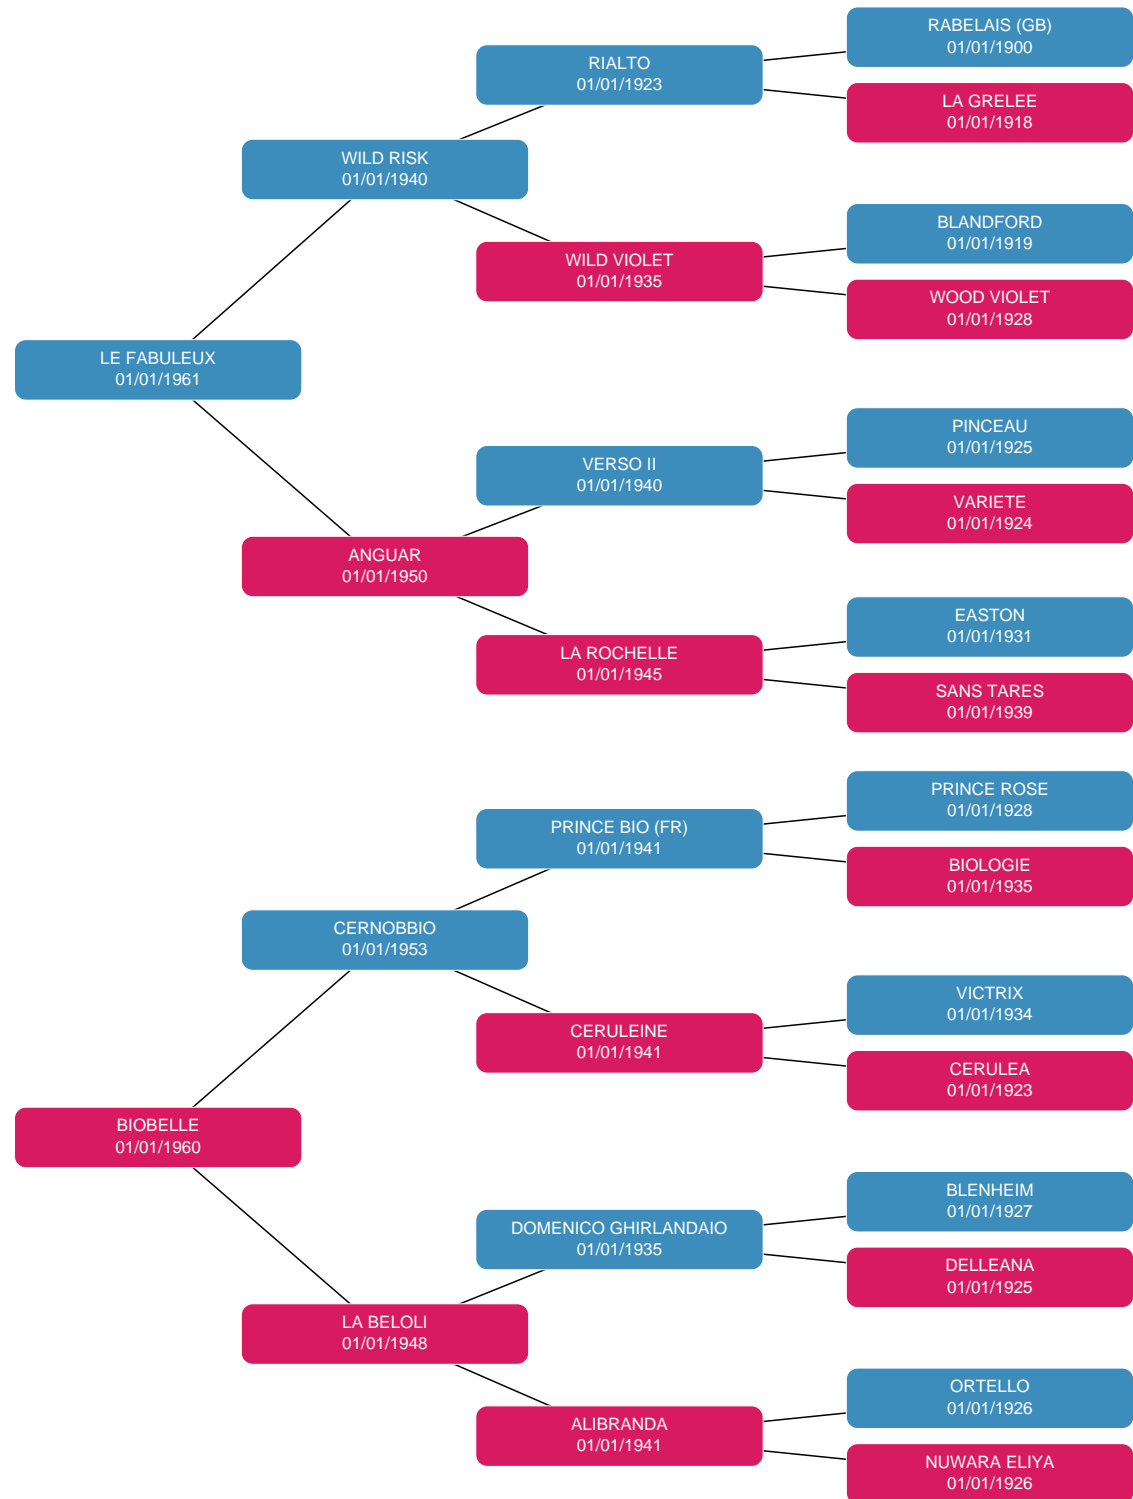 RABELAIS (GB)
01/01/1900
RIALTO
01/01/1923
LA GRELEE
01/01/1918
WILD RISK
01/01/1940
BLANDFORD
01/01/1919
WILD VIOLET
01/01/1935
WOOD VIOLET
01/01/1928
LE FABULEUX
01/01/1961
PINCEAU
01/01/1925
VERSO II
01/01/1940
VARIETE
01/01/1924
ANGUAR
01/01/1950
EASTON
01/01/1931
LA ROCHELLE
01/01/1945
SANS TARES
01/01/1939
PRINCE ROSE
01/01/1928
PRINCE BIO (FR)
01/01/1941
BIOLOGIE
01/01/1935
CERNOBBIO
01/01/1953
VICTRIX
01/01/1934
CERULEINE
01/01/1941
CERULEA
01/01/1923
BIOBELLE
01/01/1960
BLENHEIM
01/01/1927
DOMENICO GHIRLANDAIO
01/01/1935
DELLEANA
01/01/1925
LA BELOLI
01/01/1948
ORTELLO
01/01/1926
ALIBRANDA
01/01/1941
NUWARA ELIYA
01/01/1926